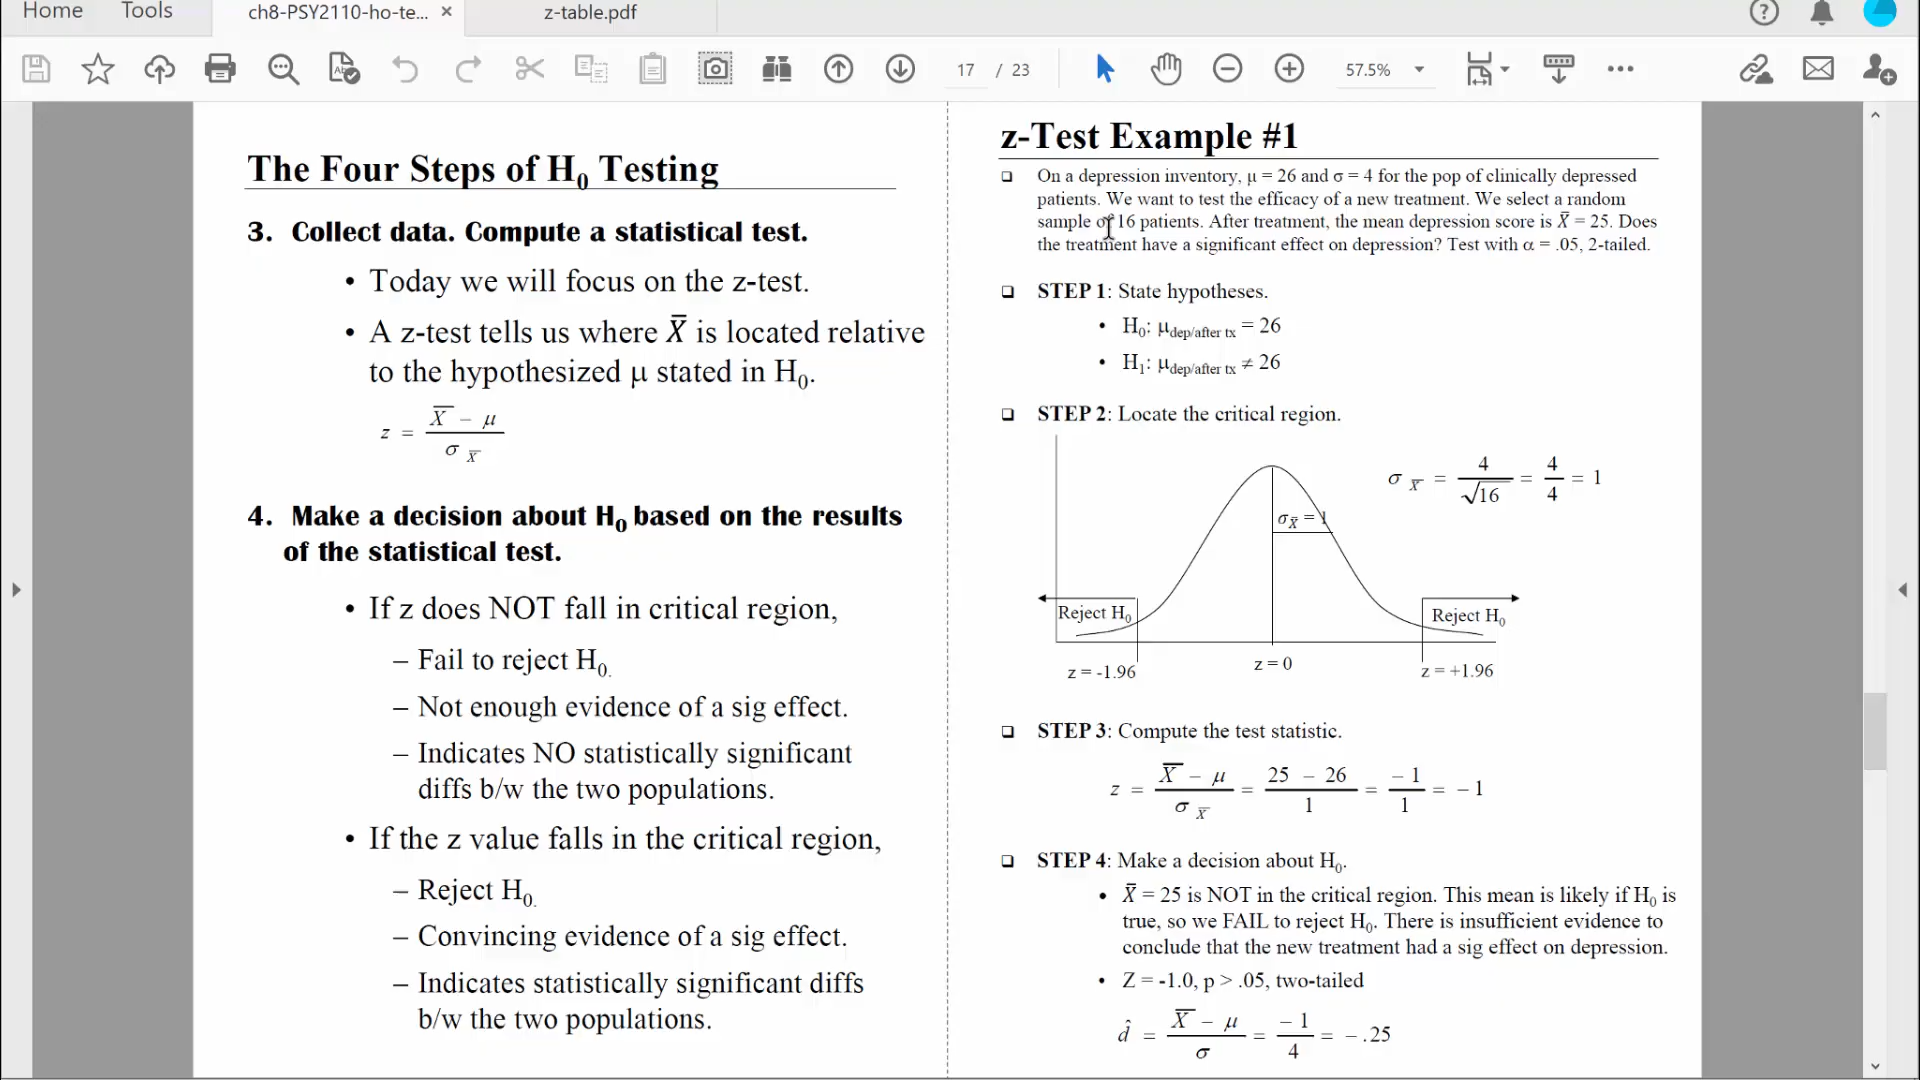 Home Tools ch8-PSY2110-ho-te... × z-table.pdf
17 / 23 57.5%
The Four Steps of H₀ Testing
3. Collect data. Compute a statistical test.
• Today we will focus on the z-test.
• A z-test tells us where X̄ is located relative
to the hypothesized μ stated in H₀.
z = (X̄ − μ) / σ_X̄
4. Make a decision about H₀ based on the results
of the statistical test.
• If z does NOT fall in critical region,
– Fail to reject H₀.
– Not enough evidence of a sig effect.
– Indicates NO statistically significant
diffs b/w the two populations.
• If the z value falls in the critical region,
– Reject H₀.
– Convincing evidence of a sig effect.
– Indicates statistically significant diffs
b/w the two populations.
z-Test Example #1
❑ On a depression inventory, μ = 26 and σ = 4 for the pop of clinically depressed
patients. We want to test the efficacy of a new treatment. We select a random
sample of 16 patients. After treatment, the mean depression score is X̄ = 25. Does
the treatment have a significant effect on depression? Test with α = .05, 2-tailed.
❑ STEP 1: State hypotheses.
• H₀: μ_dep/after tx = 26
• H₁: μ_dep/after tx ≠ 26
❑ STEP 2: Locate the critical region.
σ_X̄ = 4/√16 = 4/4 = 1
σ_X̄ = 1
Reject H₀ Reject H₀
z = -1.96 z = 0 z = +1.96
❑ STEP 3: Compute the test statistic.
z = (X̄ − μ) / σ_X̄ = (25 − 26) / 1 = −1 / 1 = −1
❑ STEP 4: Make a decision about H₀.
• X̄ = 25 is NOT in the critical region. This mean is likely if H₀ is
true, so we FAIL to reject H₀. There is insufficient evidence to
conclude that the new treatment had a sig effect on depression.
• Z = -1.0, p > .05, two-tailed
d̂ = (X̄ − μ) / σ = −1 / 4 = −.25